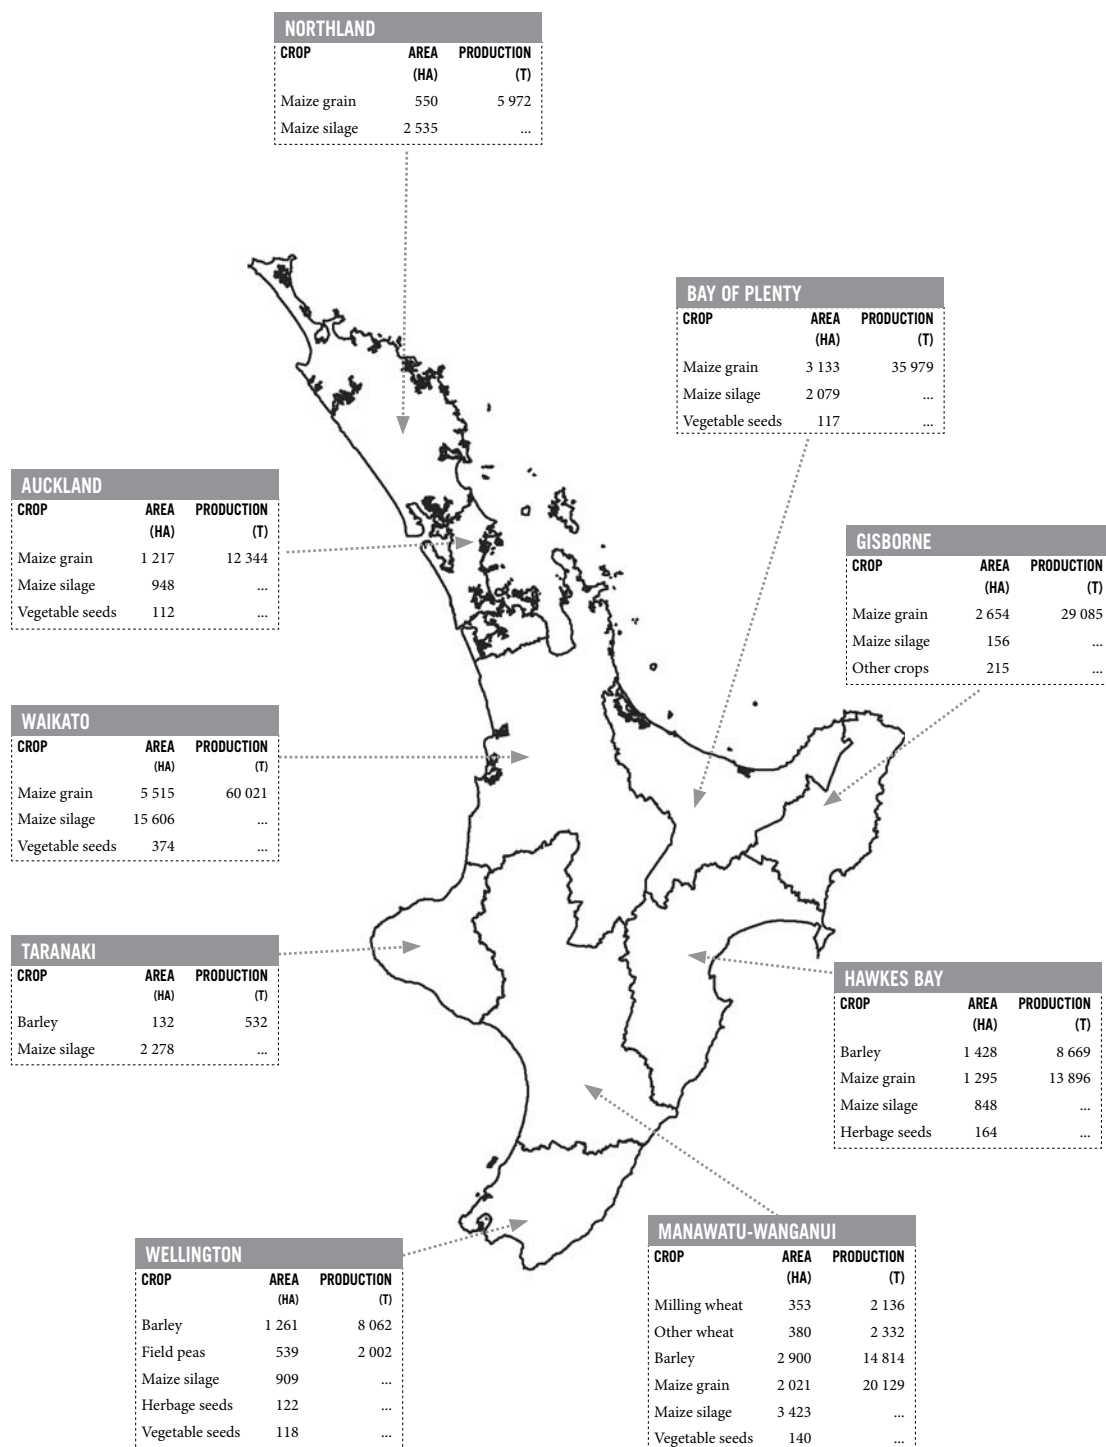 NORTHLAND
CROP AREA PRODUCTION
(HA) (T)
Maize grain 550 5 972
Maize silage 2 535 ...
BAY OF PLENTY
CROP AREA PRODUCTION
(HA) (T)
Maize grain 3 133 35 979
Maize silage 2 079 ...
Vegetable seeds 117 ...
AUCKLAND
CROP AREA PRODUCTION
(HA) (T)
Maize grain 1 217 12 344
Maize silage 948 ...
Vegetable seeds 112 ...
GISBORNE
CROP AREA PRODUCTION
(HA) (T)
Maize grain 2 654 29 085
Maize silage 156 ...
Other crops 215 ...
WAIKATO
CROP AREA PRODUCTION
(HA) (T)
Maize grain 5 515 60 021
Maize silage 15 606 ...
Vegetable seeds 374 ...
TARANAKI
CROP AREA PRODUCTION
(HA) (T)
Barley 132 532
Maize silage 2 278 ...
HAWKES BAY
CROP AREA PRODUCTION
(HA) (T)
Barley 1 428 8 669
Maize grain 1 295 13 896
Maize silage 848 ...
Herbage seeds 164 ...
WELLINGTON
CROP AREA PRODUCTION
(HA) (T)
Barley 1 261 8 062
Field peas 539 2 002
Maize silage 909 ...
Herbage seeds 122 ...
Vegetable seeds 118 ...
MANAWATU-WANGANUI
CROP AREA PRODUCTION
(HA) (T)
Milling wheat 353 2 136
Other wheat 380 2 332
Barley 2 900 14 814
Maize grain 2 021 20 129
Maize silage 3 423 ...
Vegetable seeds 140 ...